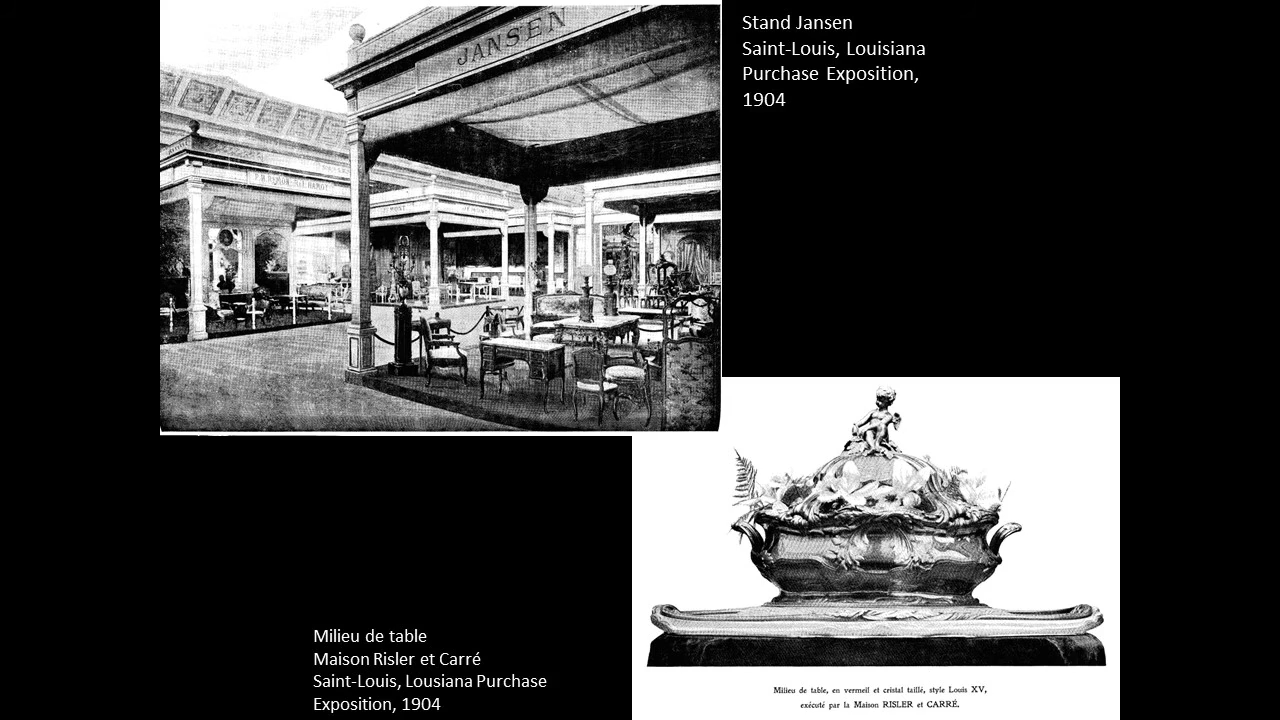 JANSEN
Stand Jansen
Saint-Louis, Louisiana
Purchase Exposition,
1904
Milieu de table
Maison Risler et Carré
Saint-Louis, Lousiana Purchase
Exposition, 1904
Milieu de table, en vermeil et cristal taillé, style Louis XV,
exécuté par la Maison RISLER et CARRÉ.